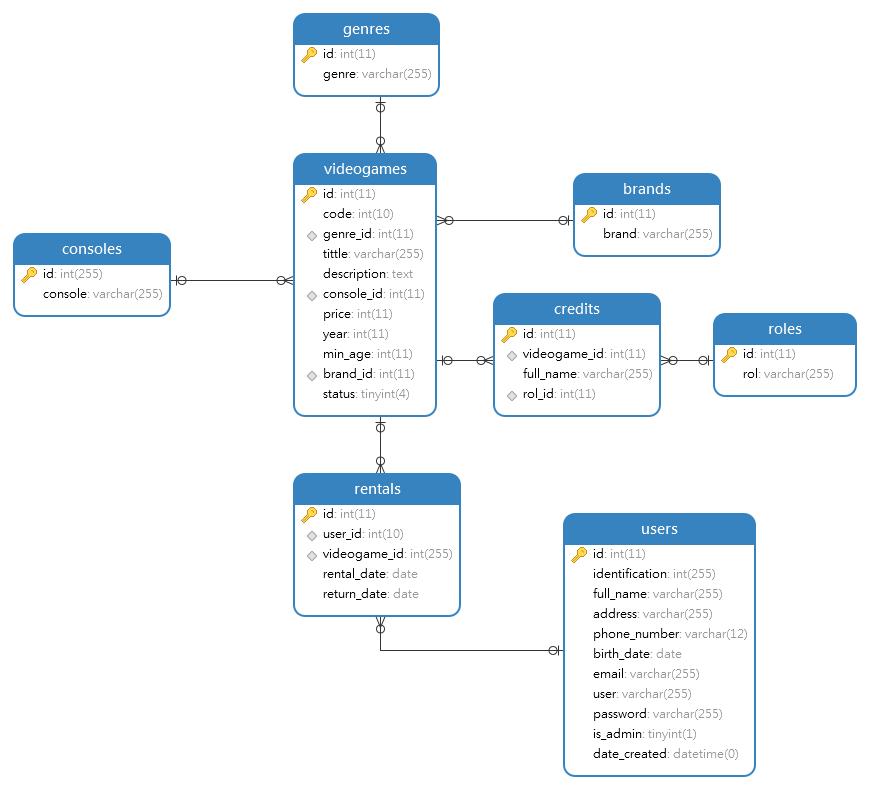 genres
id: int(11)
genre: varchar(255)
videogames
id: int(11)
code: int(10)
genre_id: int(11)
tittle: varchar(255)
description: text
console_id: int(11)
price: int(11)
year: int(11)
min_age: int(11)
brand_id: int(11)
status: tinyint(4)
brands
id: int(11)
brand: varchar(255)
consoles
id: int(255)
console: varchar(255)
credits
id: int(11)
videogame_id: int(11)
full_name: varchar(255)
rol_id: int(11)
roles
id: int(11)
rol: varchar(255)
rentals
id: int(11)
user_id: int(10)
videogame_id: int(255)
rental_date: date
return_date: date
users
id: int(11)
identification: int(255)
full_name: varchar(255)
address: varchar(255)
phone_number: varchar(12)
birth_date: date
email: varchar(255)
user: varchar(255)
password: varchar(255)
is_admin: tinyint(1)
date_created: datetime(0)